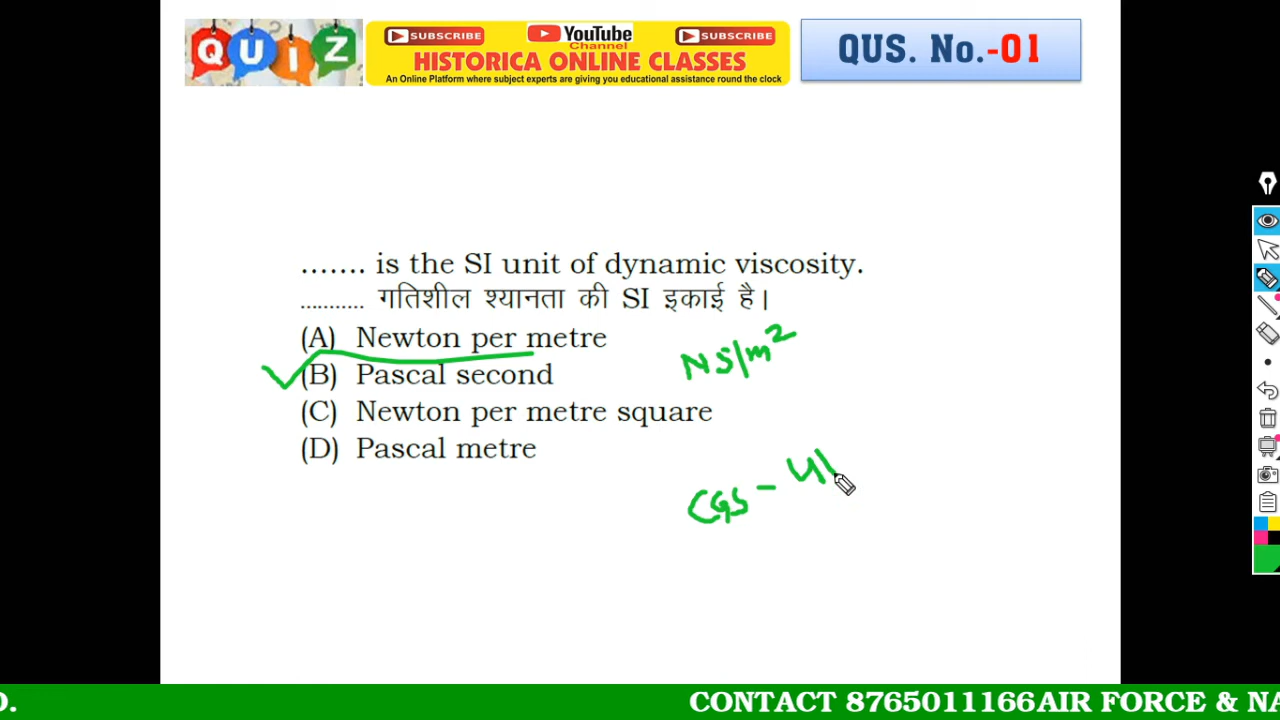 QUIZ
SUBSCRIBE YouTube SUBSCRIBE
Channel
HISTORICA ONLINE CLASSES
An Online Platform where subject experts are giving you educational assistance round the clock
QUS. No.-01
....... is the SI unit of dynamic viscosity.
........... गतिशील श्यानता की SI इकाई है।
(A) Newton per metre
(B) Pascal second
(C) Newton per metre square
(D) Pascal metre
NS/m²
CGS - पा
O. CONTACT 8765011166AIR FORCE & NA